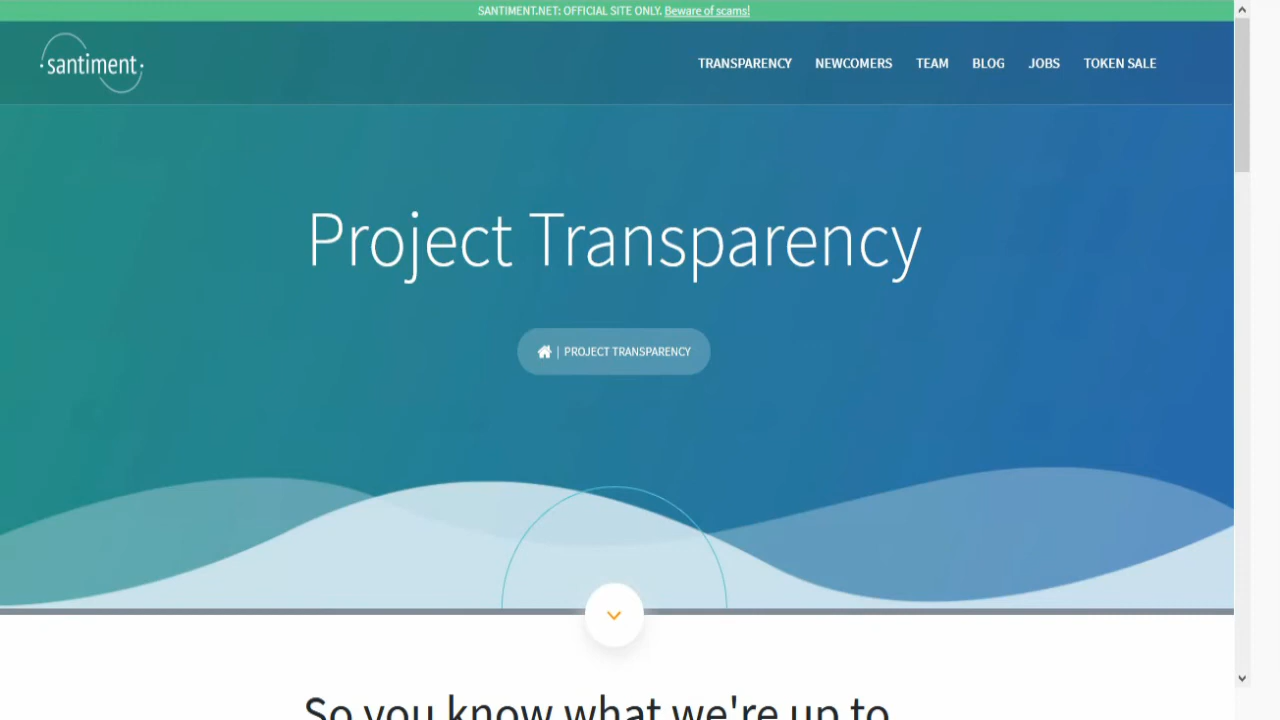 SANTIMENT.NET: OFFICIAL SITE ONLY. Beware of scams!
santiment
TRANSPARENCY NEWCOMERS TEAM BLOG JOBS TOKEN SALE
Project Transparency
| PROJECT TRANSPARENCY
So you know what we're up to